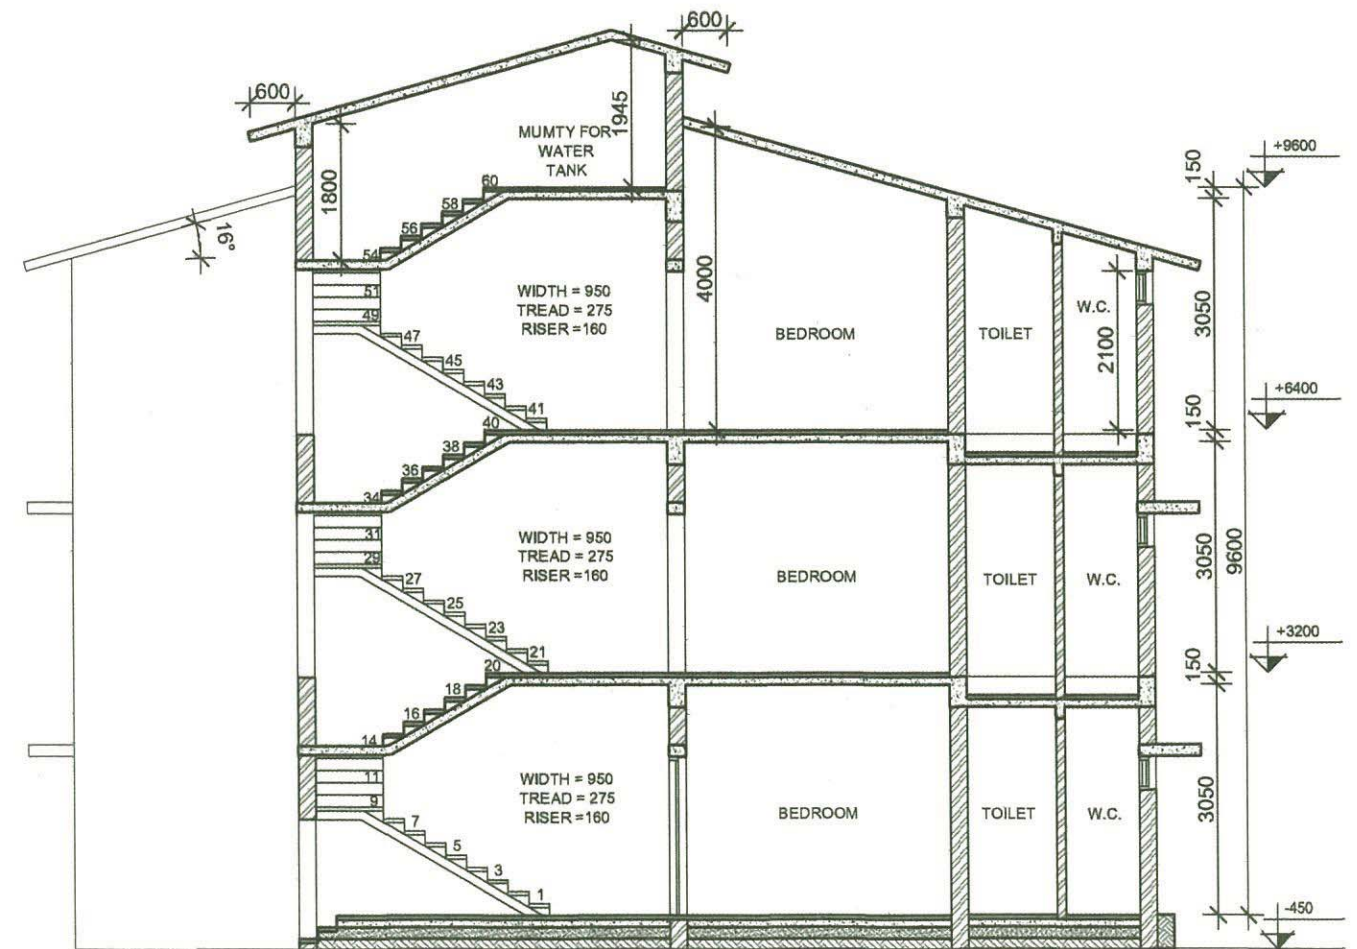 600
600
MUMTY FOR
WATER
TANK
1945
1800
16°
4000
2100
+9600
150
3050
+6400
150
3050
9600
+3200
150
3050
-450
60
58
56
54
51
49
47
45
43
41
WIDTH = 950
TREAD = 275
RISER =160
BEDROOM
TOILET
W.C.
40
38
36
34
31
29
27
25
23
21
WIDTH = 950
TREAD = 275
RISER =160
BEDROOM
TOILET
W.C.
20
18
16
14
11
9
7
5
3
1
WIDTH = 950
TREAD = 275
RISER =160
BEDROOM
TOILET
W.C.